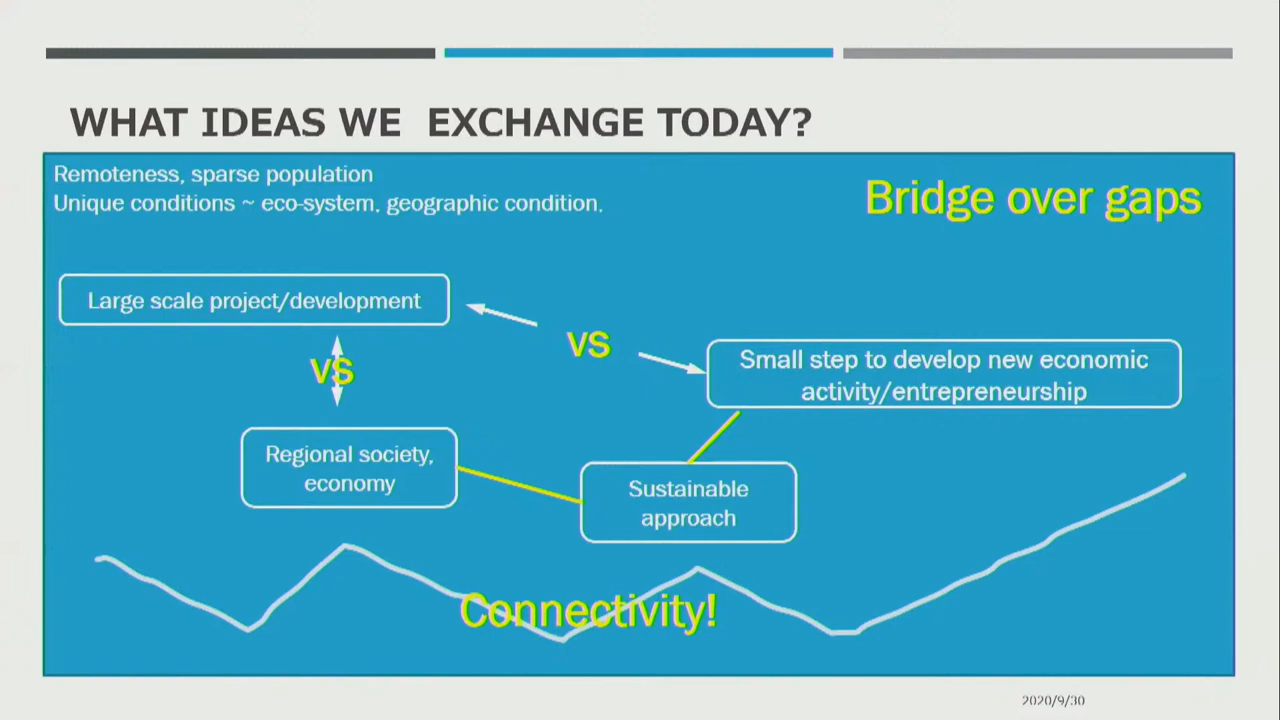 WHAT IDEAS WE EXCHANGE TODAY?
Remoteness, sparse population
Unique conditions ~ eco-system, geographic condition,
Bridge over gaps
Large scale project/development
VS
VS
Small step to develop new economic
activity/entrepreneurship
Regional society,
economy
Sustainable
approach
Connectivity!
2020/9/30